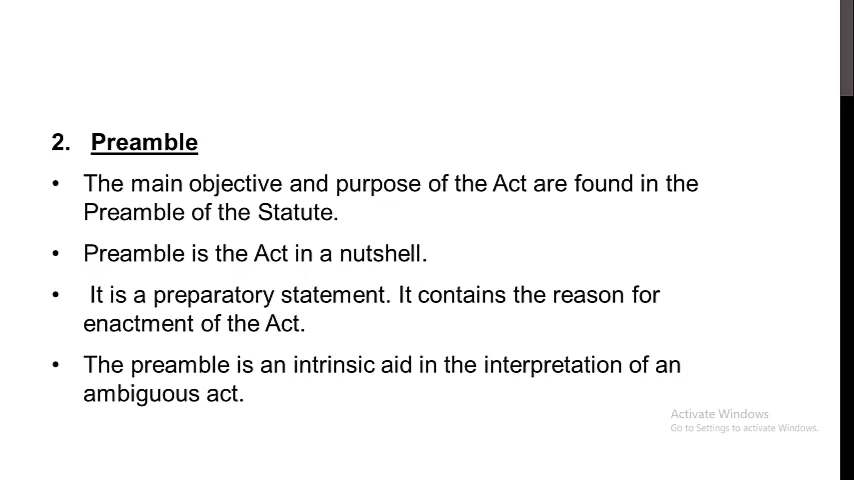 2. Preamble
• The main objective and purpose of the Act are found in the
Preamble of the Statute.
• Preamble is the Act in a nutshell.
• It is a preparatory statement. It contains the reason for
enactment of the Act.
• The preamble is an intrinsic aid in the interpretation of an
ambiguous act.
Activate Windows
Go to Settings to activate Windows.